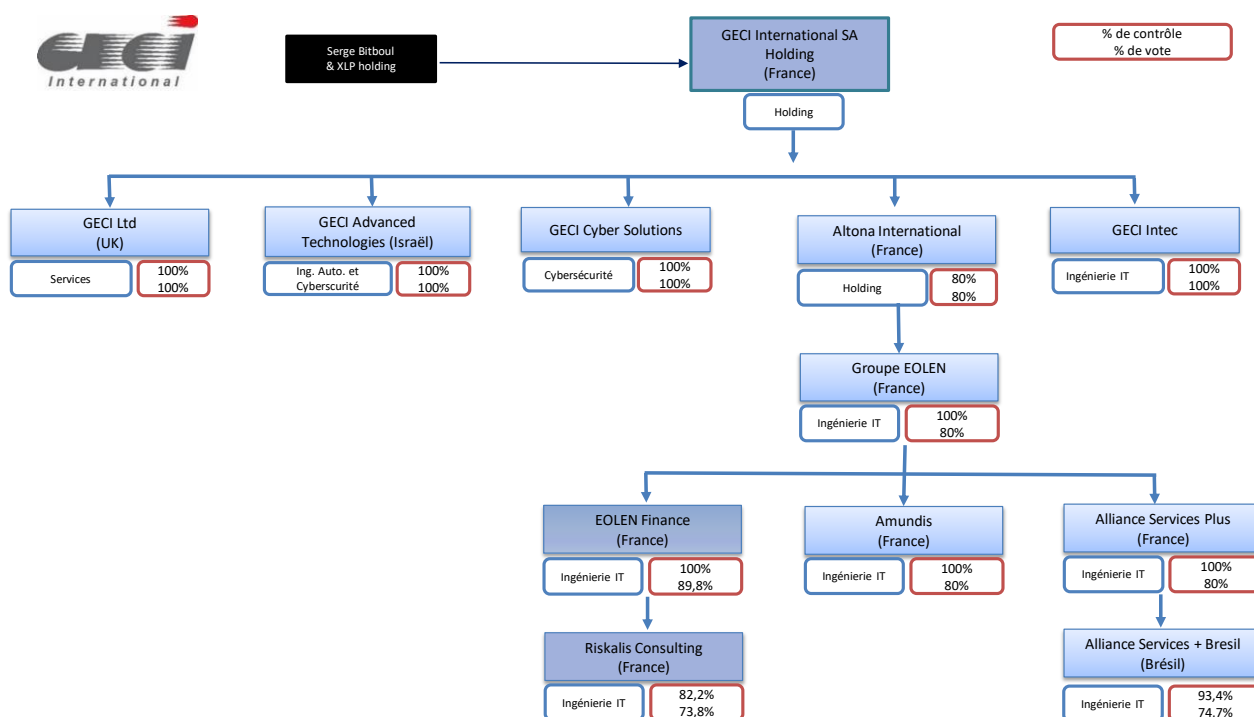 GECI
International
Serge Bitboul
& XLP holding
GECI International SA
Holding
(France)
% de contrôle
% de vote
Holding
GECI Ltd
(UK)
Services
100%
100%
GECI Advanced
Technologies (Israël)
Ing. Auto. et
Cyberscurité
100%
100%
GECI Cyber Solutions
Cybersécurité
100%
100%
Altona International
(France)
Holding
80%
80%
GECI Intec
Ingénierie IT
100%
100%
Groupe EOLEN
(France)
Ingénierie IT
100%
80%
EOLEN Finance
(France)
Ingénierie IT
100%
89,8%
Amundis
(France)
Ingénierie IT
100%
80%
Alliance Services Plus
(France)
Ingénierie IT
100%
80%
Riskalis Consulting
(France)
Ingénierie IT
82,2%
73,8%
Alliance Services + Bresil
(Brésil)
Ingénierie IT
93,4%
74,7%